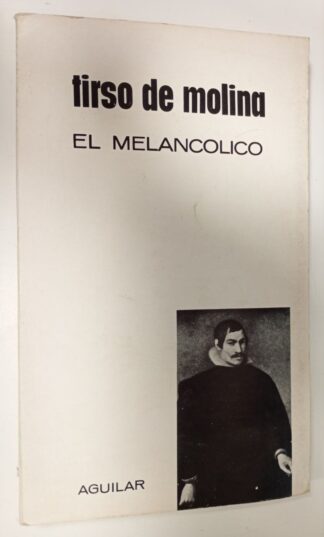 tirso de molina
EL MELANCOLICO
AGUILAR